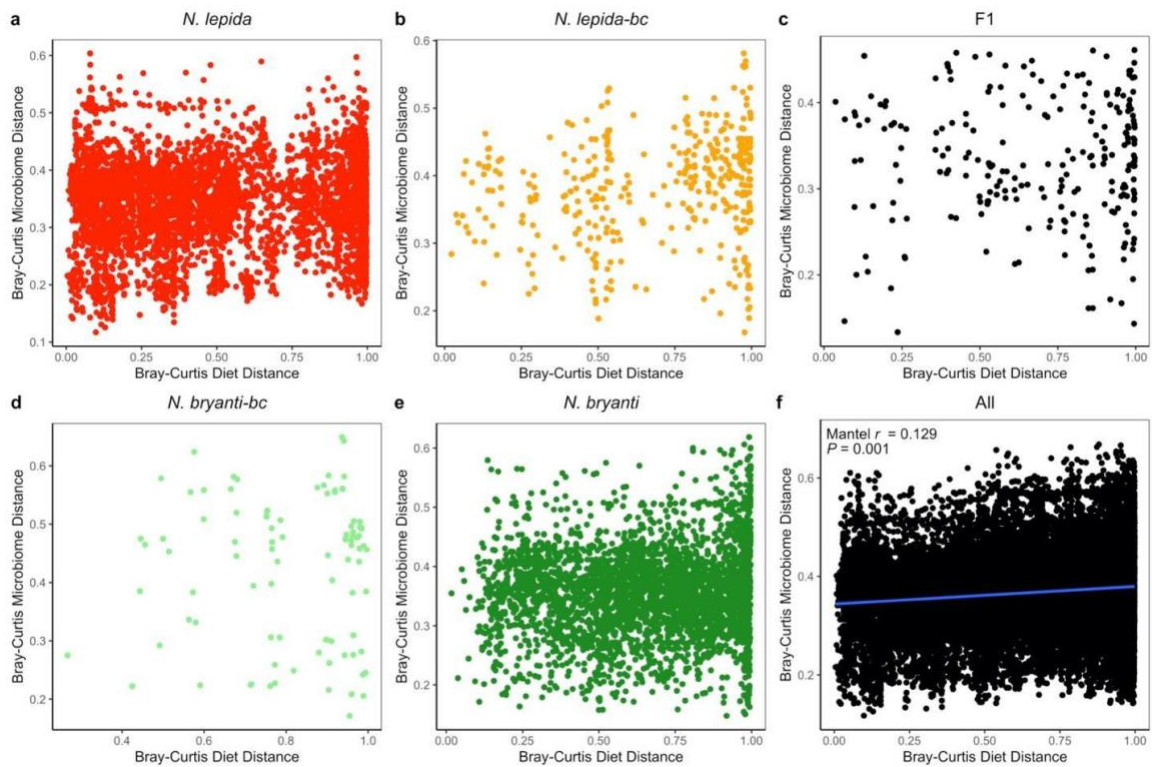 a N. lepida
b N. lepida-bc
c F1
Bray-Curtis Microbiome Distance
0.6
0.5
0.4
0.3
0.2
0.1
0.00 0.25 0.50 0.75 1.00
Bray-Curtis Diet Distance
Bray-Curtis Microbiome Distance
0.6
0.5
0.4
0.3
0.2
0.00 0.25 0.50 0.75 1.00
Bray-Curtis Diet Distance
Bray-Curtis Microbiome Distance
0.4
0.3
0.2
0.00 0.25 0.50 0.75 1.00
Bray-Curtis Diet Distance
d N. bryanti-bc
e N. bryanti
f All
Bray-Curtis Microbiome Distance
0.6
0.5
0.4
0.3
0.2
0.4 0.6 0.8 1.0
Bray-Curtis Diet Distance
Bray-Curtis Microbiome Distance
0.6
0.5
0.4
0.3
0.2
0.00 0.25 0.50 0.75 1.00
Bray-Curtis Diet Distance
Bray-Curtis Microbiome Distance
Mantel r = 0.129
P = 0.001
0.6
0.4
0.2
0.00 0.25 0.50 0.75 1.00
Bray-Curtis Diet Distance